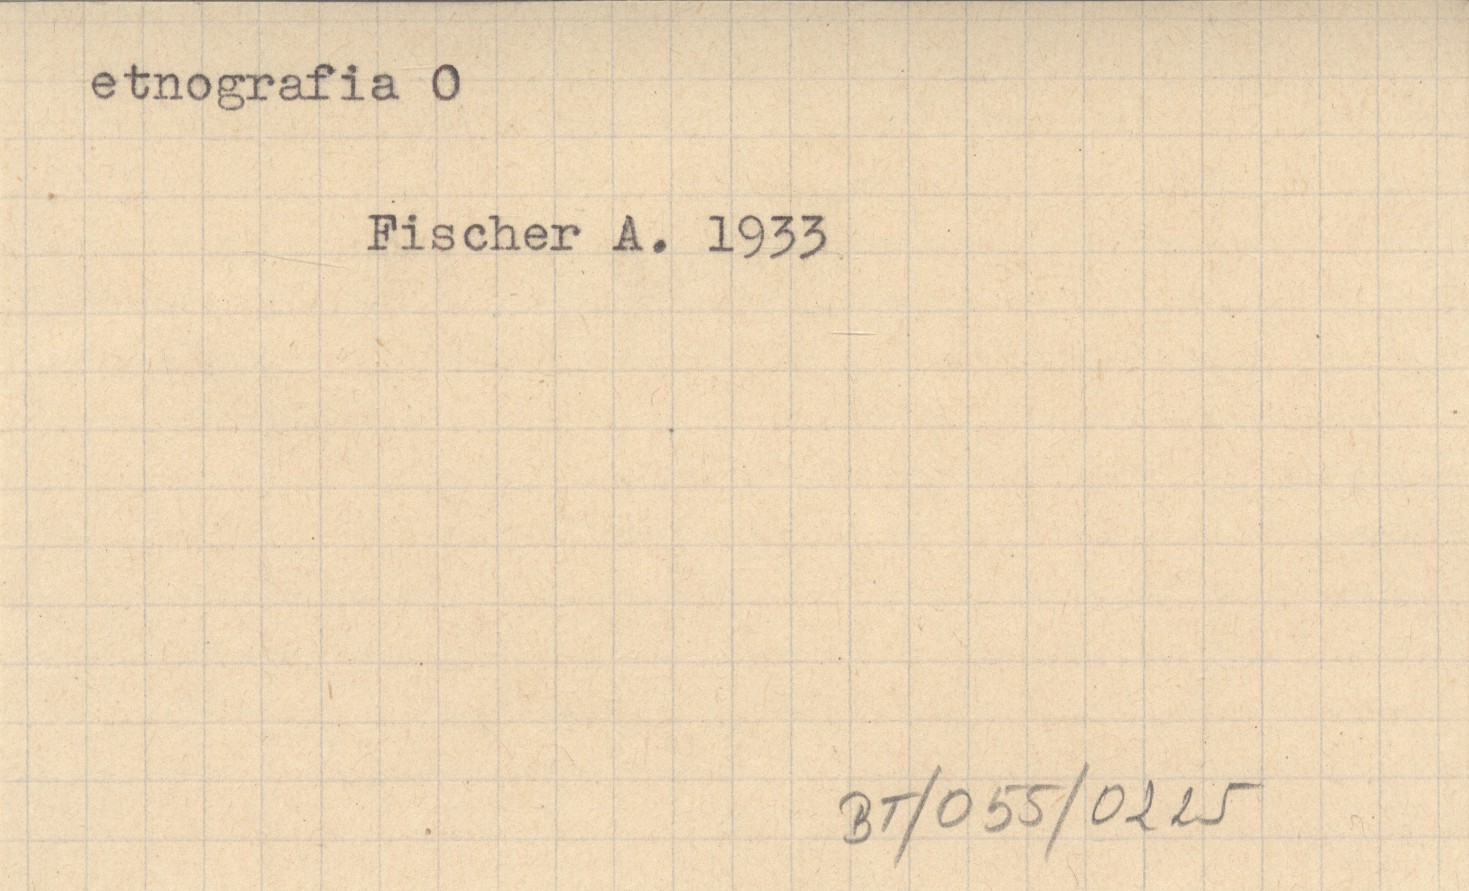 etnografia O
Fischer A. 1933
BT/055/0225